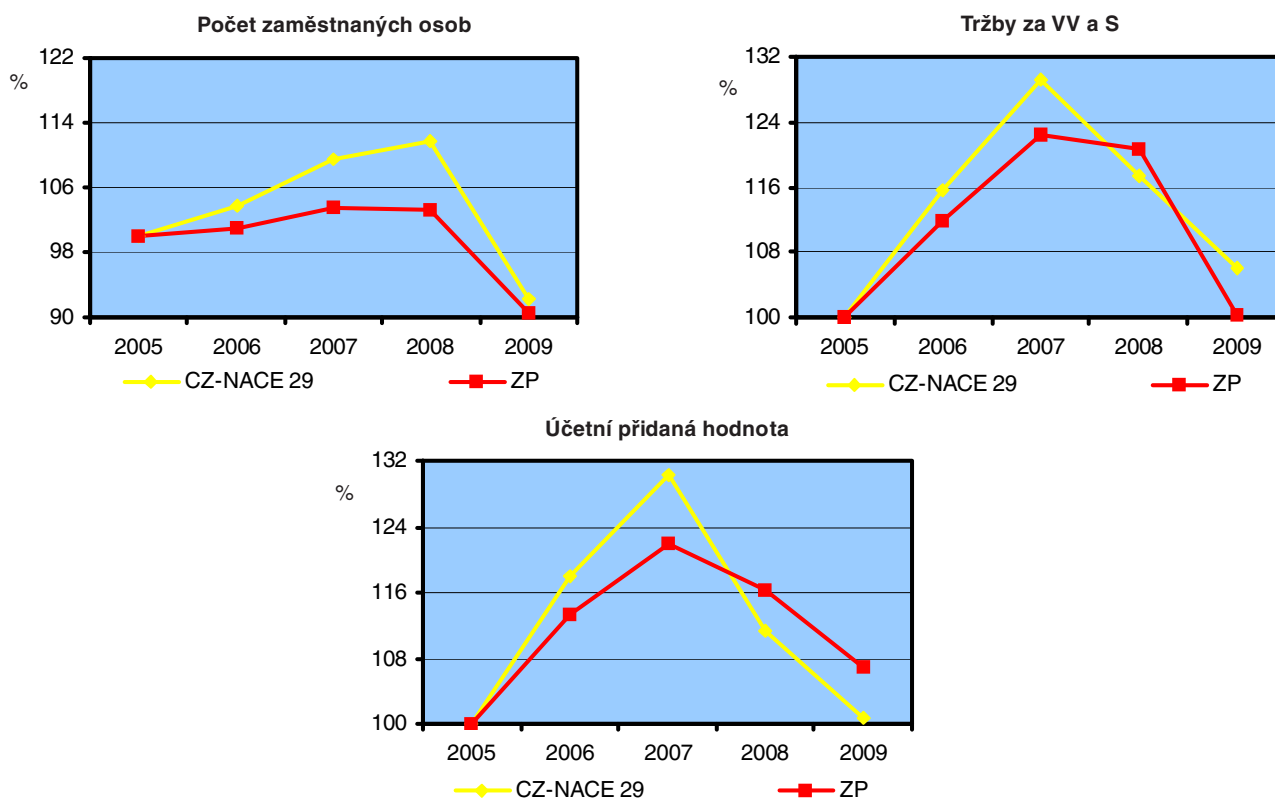 Počet zaměstnaných osob
%
122
114
106
98
90
2005 2006 2007 2008 2009
CZ-NACE 29 ZP
Tržby za VV a S
%
132
124
116
108
100
2005 2006 2007 2008 2009
CZ-NACE 29 ZP
Účetní přidaná hodnota
%
132
124
116
108
100
2005 2006 2007 2008 2009
CZ-NACE 29 ZP